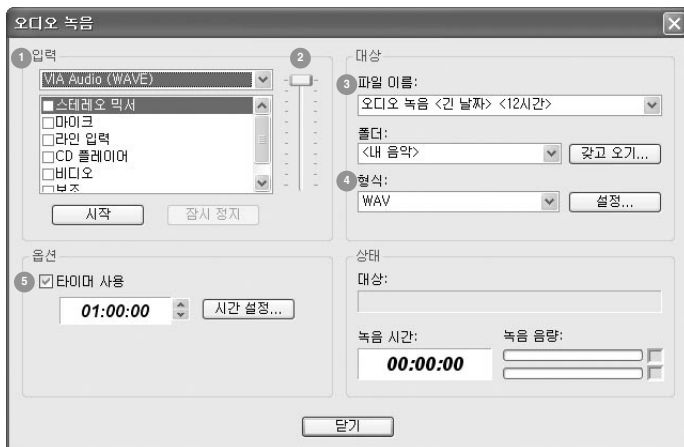 오디오 녹음
1 입력
2
VIA Audio (WAVE)
스테레오 믹서
마이크
라인 입력
CD 플레이어
비디오
보조
시작
잠시 정지
대상
3 파일 이름:
오디오 녹음 <긴 날짜> <12시간>
폴더:
<내 음악>
갖고 오기...
4 형식:
WAV
설정...
옵션
5 타이머 사용
01:00:00
시간 설정...
상태
대상:
녹음 시간:
녹음 음량:
00:00:00
닫기